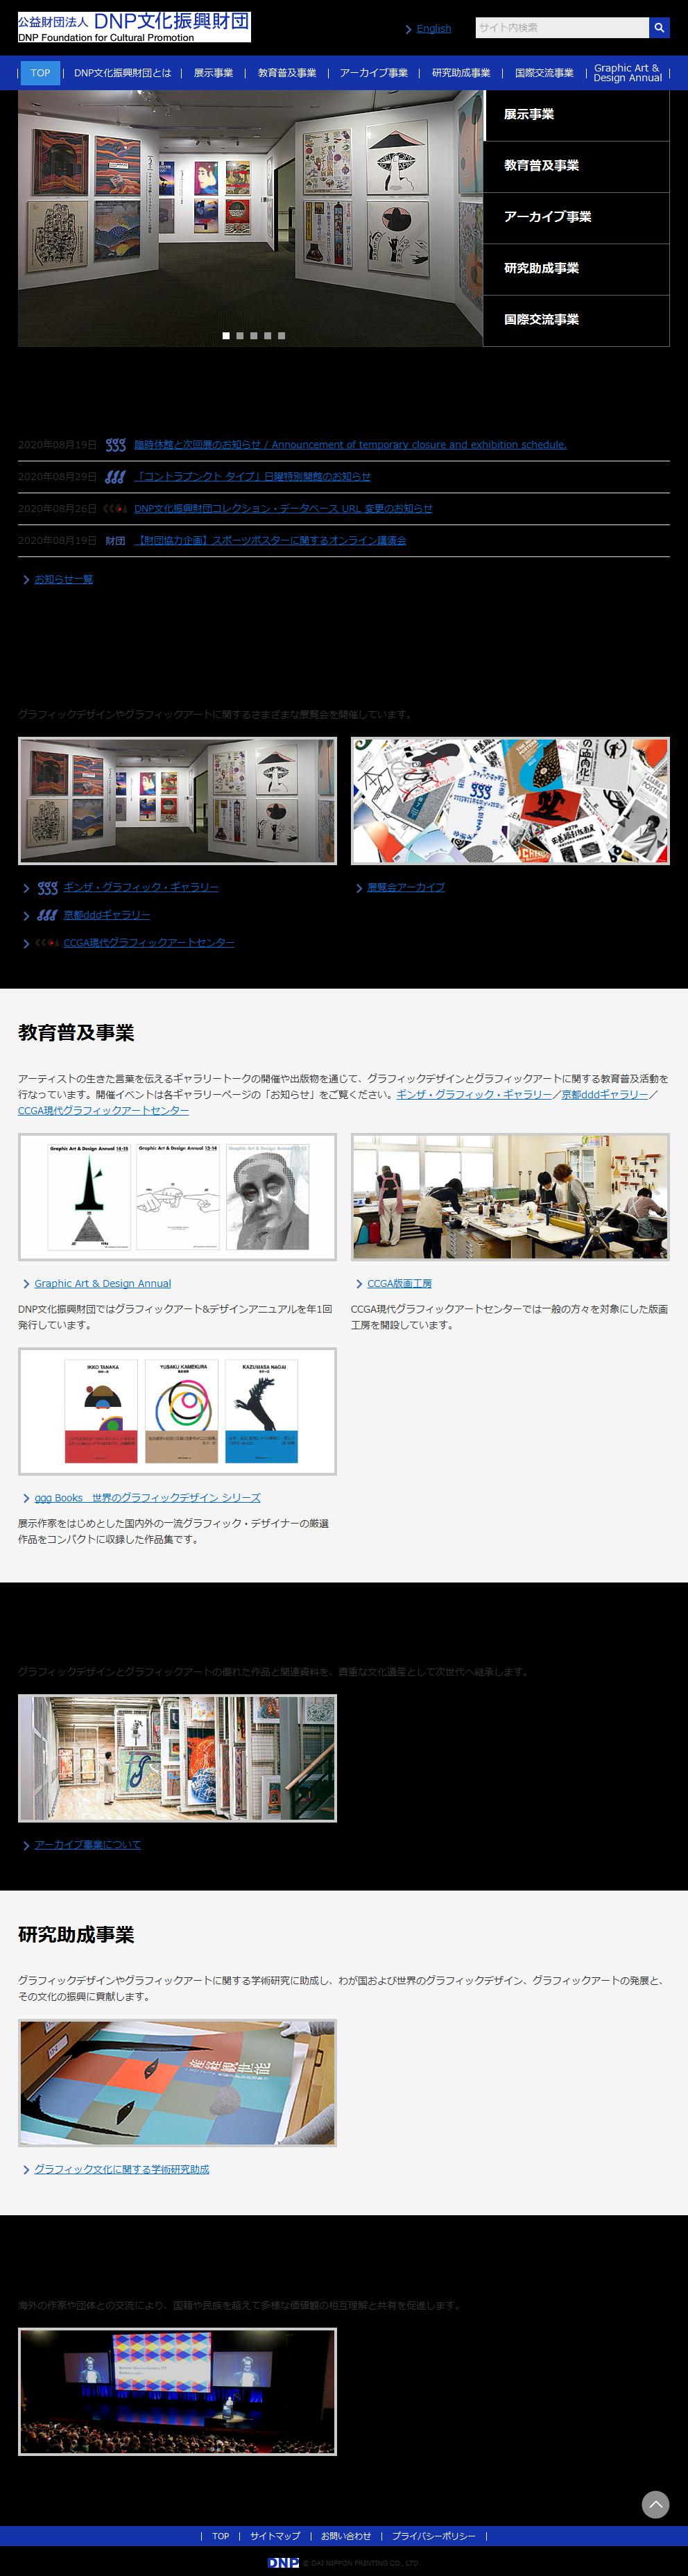 公益財団法人 DNP文化振興財団
DNP Foundation for Cultural Promotion
English
サイト内検索
TOP
DNP文化振興財団とは
展示事業
教育普及事業
アーカイブ事業
研究助成事業
国際交流事業
Graphic Art &
Design Annual
展示事業
教育普及事業
アーカイブ事業
研究助成事業
国際交流事業
2020年08月19日 ggg 臨時休館と次回展のお知らせ / Announcement of temporary closure and exhibition schedule.
2020年08月29日 ddd 「コントラプンクト タイプ」日曜特別開館のお知らせ
2020年08月26日 CCGA DNP文化振興財団コレクション・データベース URL 変更のお知らせ
2020年08月19日 財団 【財団協力企画】スポーツポスターに関するオンライン講演会
お知らせ一覧
グラフィックデザインやグラフィックアートに関するさまざまな展覧会を開催しています。
ggg ギンザ・グラフィック・ギャラリー
ddd 京都dddギャラリー
CCGA CCGA現代グラフィックアートセンター
展覧会アーカイブ
教育普及事業
アーティストの生きた言葉を伝えるギャラリートークの開催や出版物を通じて、グラフィックデザインとグラフィックアートに関する教育普及活動を
行なっています。開催イベントは各ギャラリーページの「お知らせ」をご覧ください。ギンザ・グラフィック・ギャラリー／京都dddギャラリー／
CCGA現代グラフィックアートセンター
Graphic Art & Design Annual 14-15
Graphic Art & Design Annual 13-14
Graphic Art & Design Annual
Graphic Art & Design Annual
DNP文化振興財団ではグラフィックアート&デザインアニュアルを年1回
発行しています。
CCGA版画工房
CCGA現代グラフィックアートセンターでは一般の方々を対象にした版画
工房を開設しています。
IKKO TANAKA
YUSAKU KAMEKURA
KAZUMASA NAGAI
ggg Books 世界のグラフィックデザイン シリーズ
展示作家をはじめとした国内外の一流グラフィック・デザイナーの厳選
作品をコンパクトに収録した作品集です。
グラフィックデザインとグラフィックアートの優れた作品と関連資料を、貴重な文化遺産として次世代へ継承します。
アーカイブ事業について
研究助成事業
グラフィックデザインやグラフィックアートに関する学術研究に助成し、わが国および世界のグラフィックデザイン、グラフィックアートの発展と、
その文化の振興に貢献します。
グラフィック文化に関する学術研究助成
海外の作家や団体との交流により、国籍や民族を超えて多様な価値観の相互理解と共有を促進します。
TOP
サイトマップ
お問い合わせ
プライバシーポリシー
DNP © DAI NIPPON PRINTING CO., LTD.